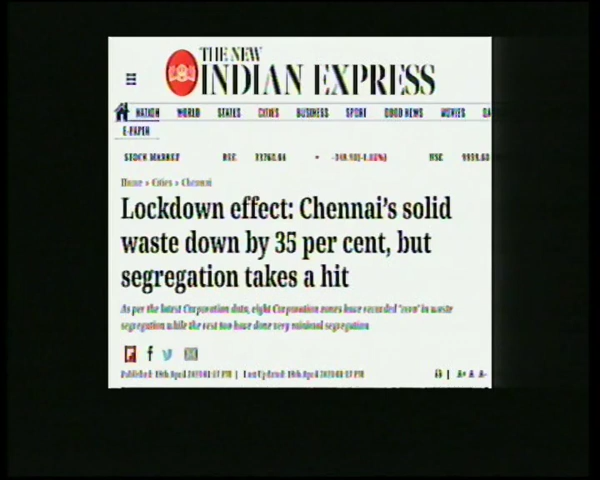 THE NEW
INDIAN EXPRESS
NATION WORLD STATES CITIES BUSINESS SPORT GOOD NEWS MOVIES
E-PAPER
STOCK MARKET BSE NSE
Home » Cities » Chennai
Lockdown effect: Chennai's solid
waste down by 35 per cent, but
segregation takes a hit
As per the latest Corporation data, eight Corporation zones have recorded 'zero' in waste
segregation while the rest too have done very minimal segregation
f